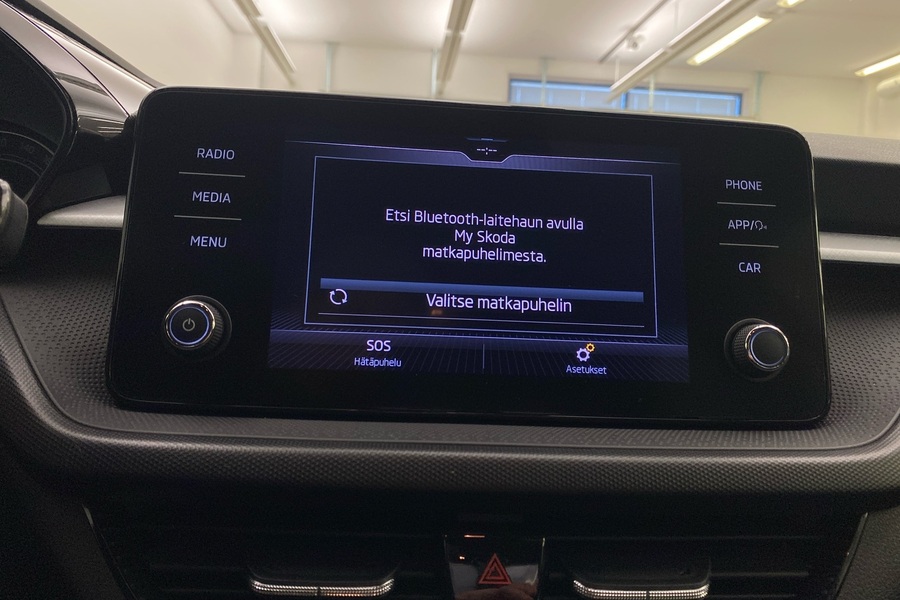 RADIO
MEDIA
MENU
--:--
Etsi Bluetooth-laitehaun avulla
My Skoda
matkapuhelimesta.
Valitse matkapuhelin
SOS
Hätäpuhelu
Asetukset
PHONE
APP/
CAR